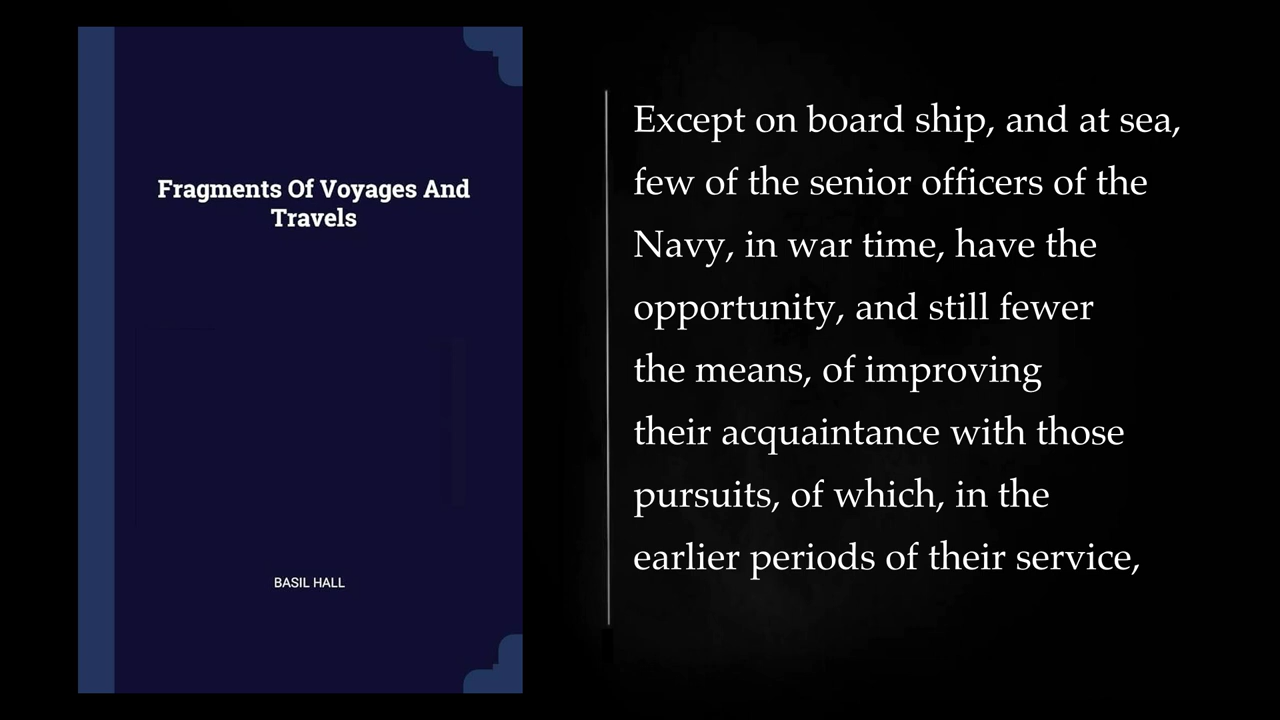 Fragments Of Voyages And
Travels
BASIL HALL
Except on board ship, and at sea,
few of the senior officers of the
Navy, in war time, have the
opportunity, and still fewer
the means, of improving
their acquaintance with those
pursuits, of which, in the
earlier periods of their service,